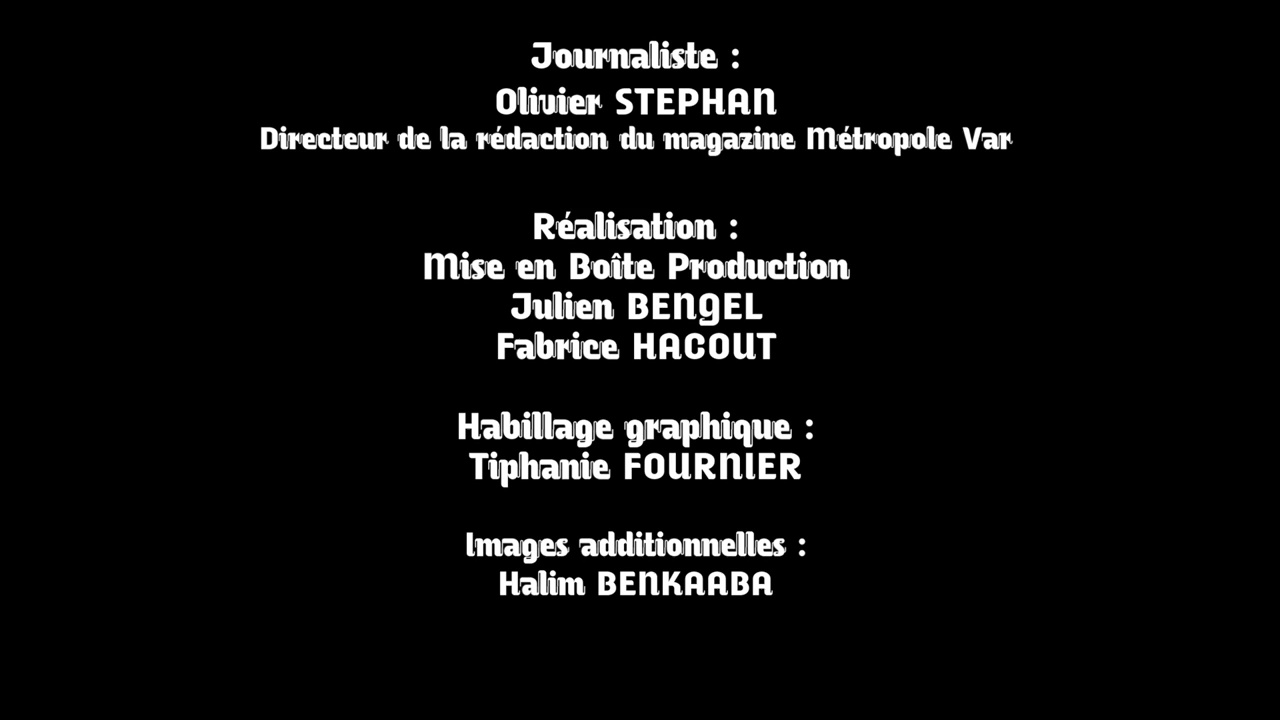 Journaliste :
Olivier STEPHAN
Directeur de la rédaction du magazine Métropole Var
Réalisation :
Mise en Boîte Production
Julien BENGEL
Fabrice HACOUT
Habillage graphique :
Tiphanie FOURNIER
Images additionnelles :
Halim BENKAABA